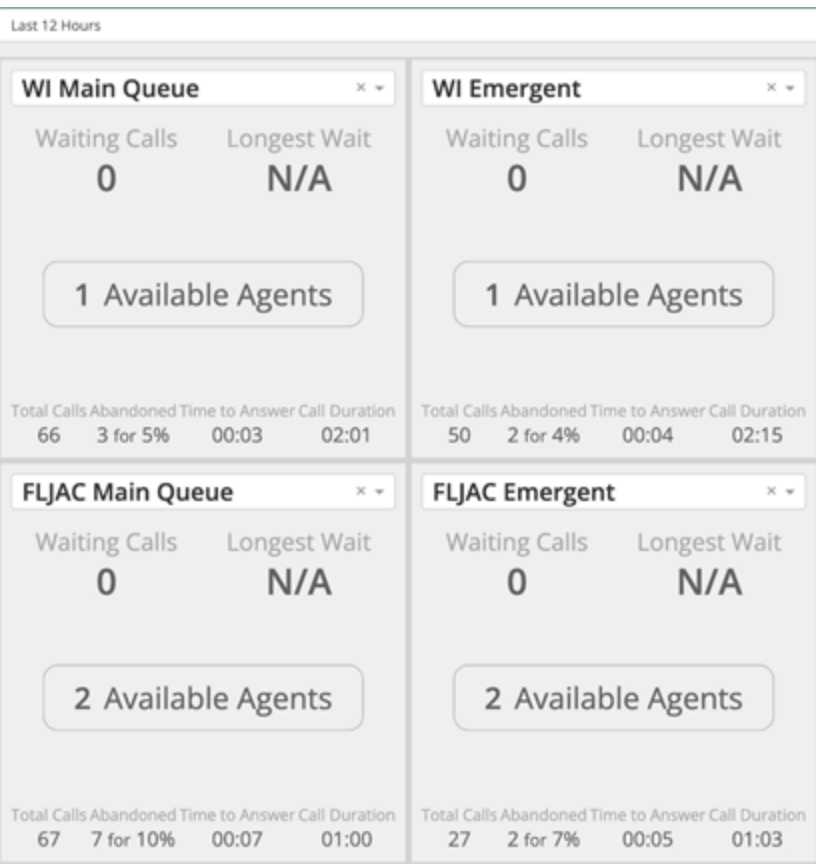 Last 12 Hours
WI Main Queue × ▾
Waiting Calls Longest Wait
0 N/A
1 Available Agents
Total Calls Abandoned Time to Answer Call Duration
66 3 for 5% 00:03 02:01
WI Emergent × ▾
Waiting Calls Longest Wait
0 N/A
1 Available Agents
Total Calls Abandoned Time to Answer Call Duration
50 2 for 4% 00:04 02:15
FLJAC Main Queue × ▾
Waiting Calls Longest Wait
0 N/A
2 Available Agents
Total Calls Abandoned Time to Answer Call Duration
67 7 for 10% 00:07 01:00
FLJAC Emergent × ▾
Waiting Calls Longest Wait
0 N/A
2 Available Agents
Total Calls Abandoned Time to Answer Call Duration
27 2 for 7% 00:05 01:03